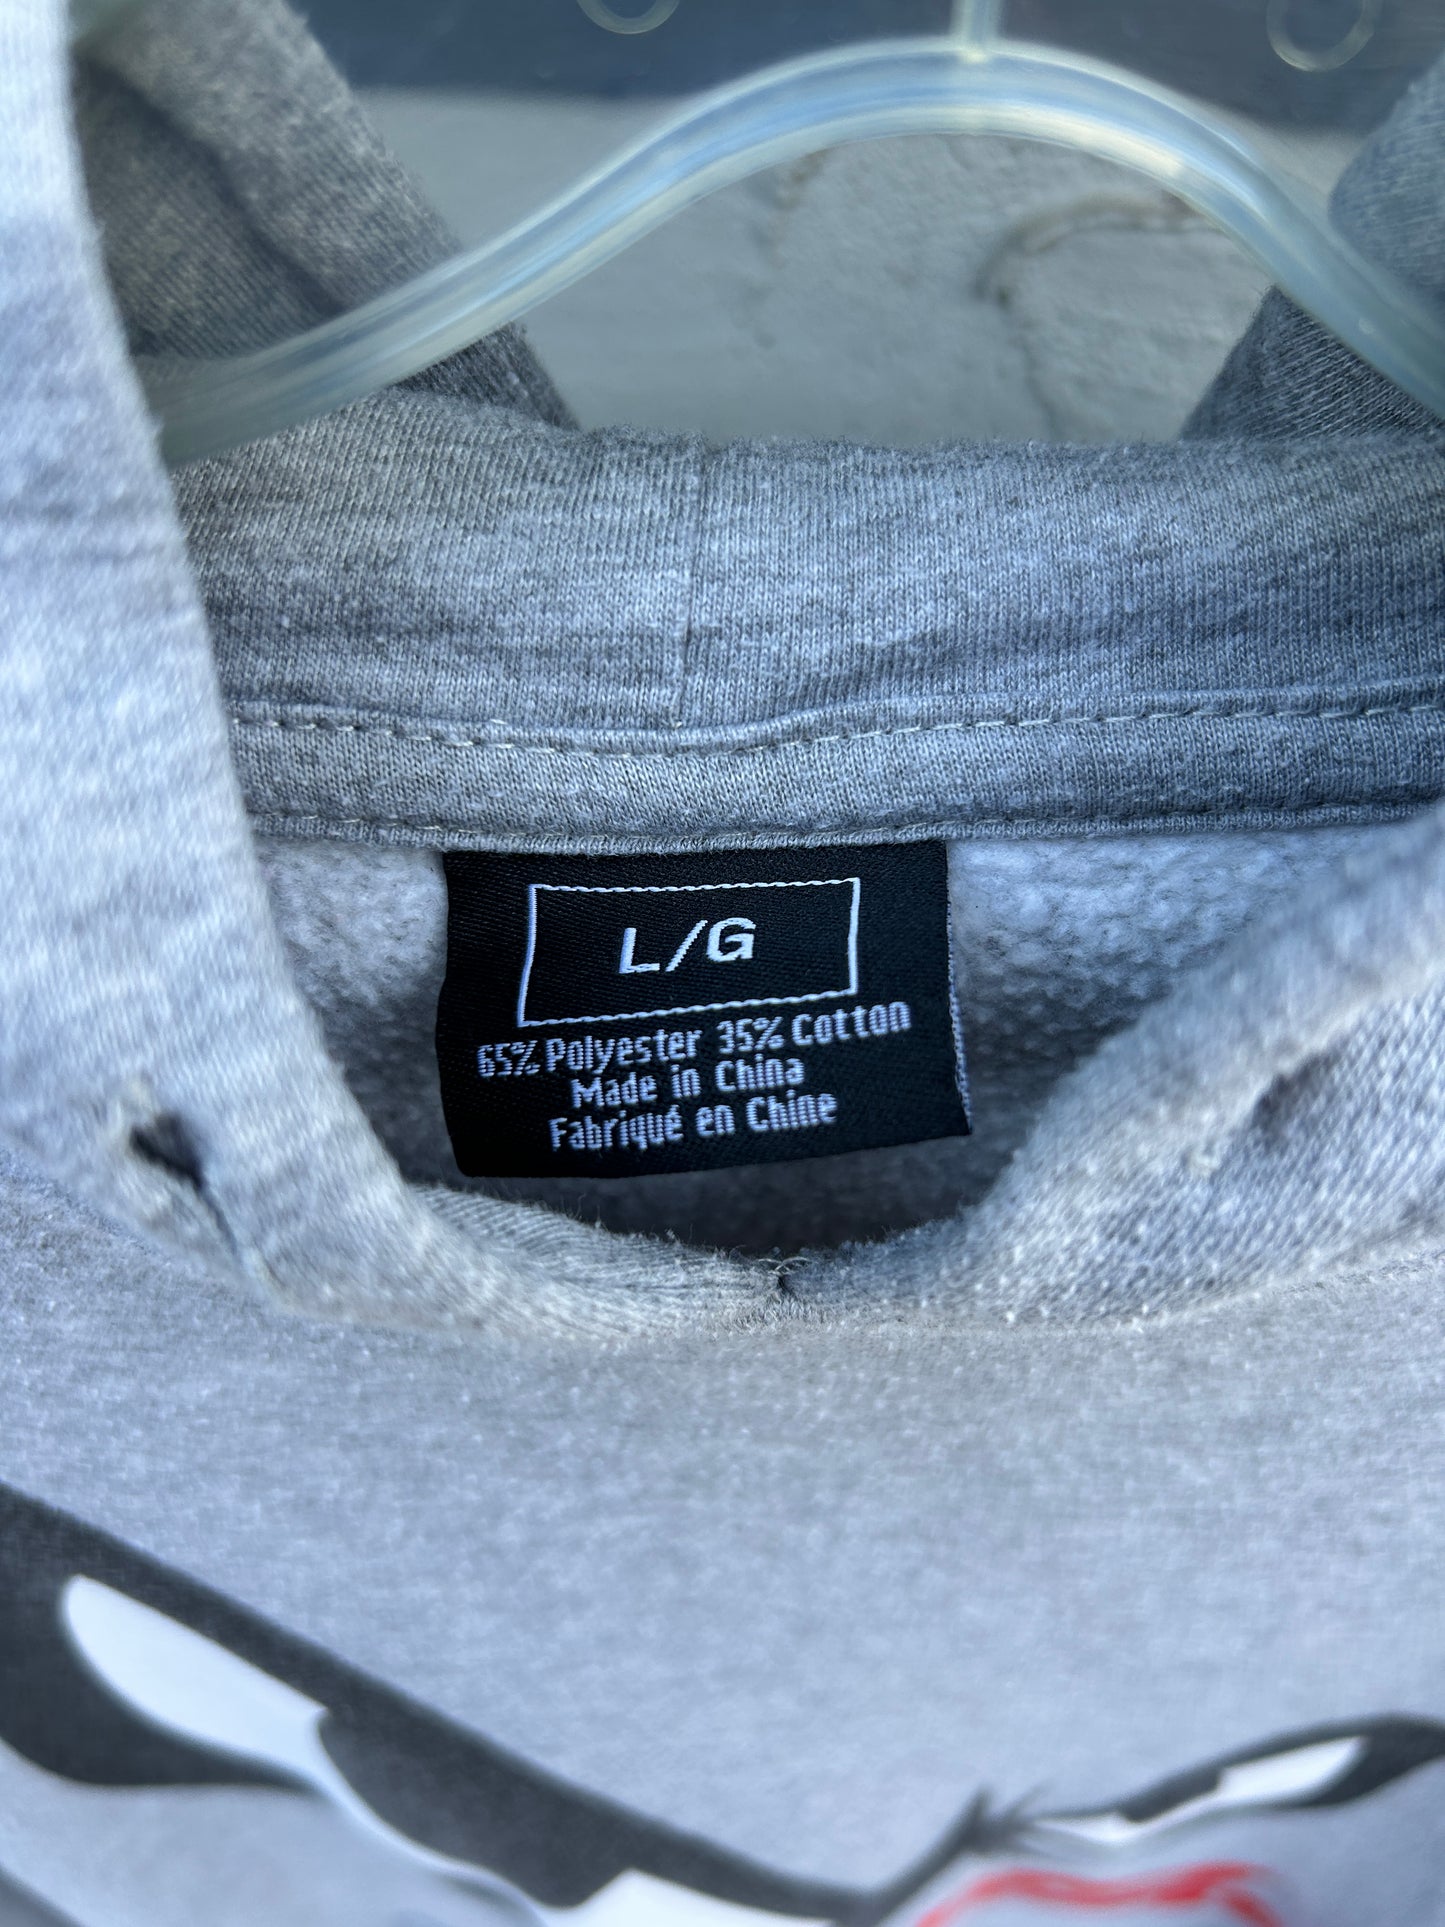 L/G
65% Polyester 35% Cotton
Made in China
Fabriqué en Chine